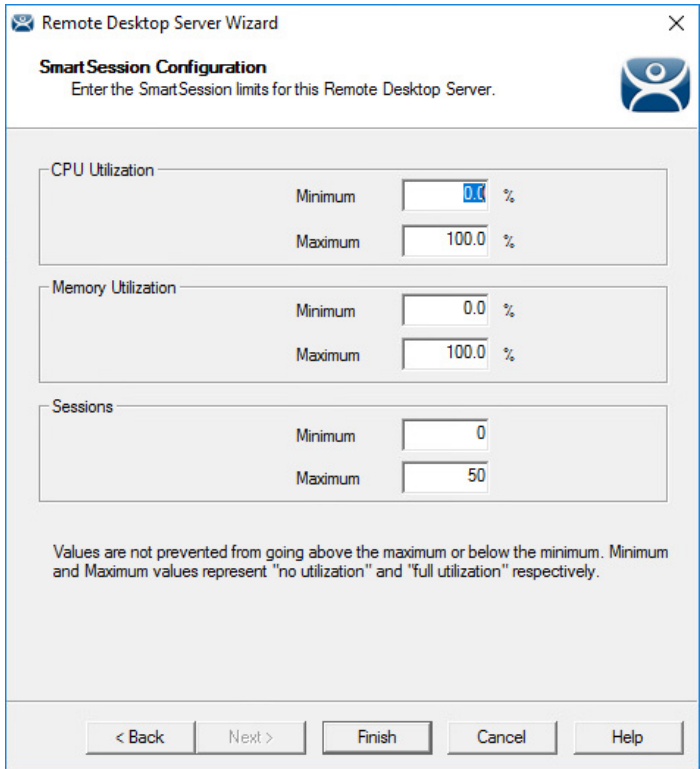 Remote Desktop Server Wizard
SmartSession Configuration
Enter the SmartSession limits for this Remote Desktop Server.
CPU Utilization
Minimum 0.0 %
Maximum 100.0 %
Memory Utilization
Minimum 0.0 %
Maximum 100.0 %
Sessions
Minimum 0
Maximum 50
Values are not prevented from going above the maximum or below the minimum. Minimum
and Maximum values represent "no utilization" and "full utilization" respectively.
< Back Next > Finish Cancel Help